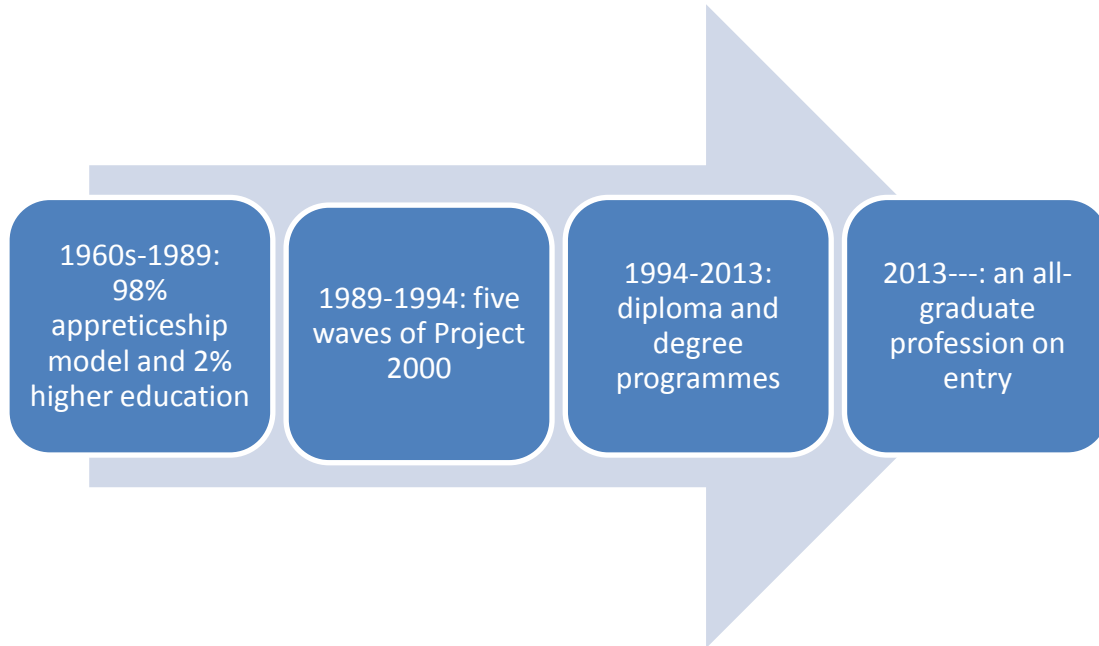 1960s-1989:
98%
appreticeship
model and 2%
higher education
1989-1994: five
waves of Project
2000
1994-2013:
diploma and
degree
programmes
2013---: an all-
graduate
profession on
entry